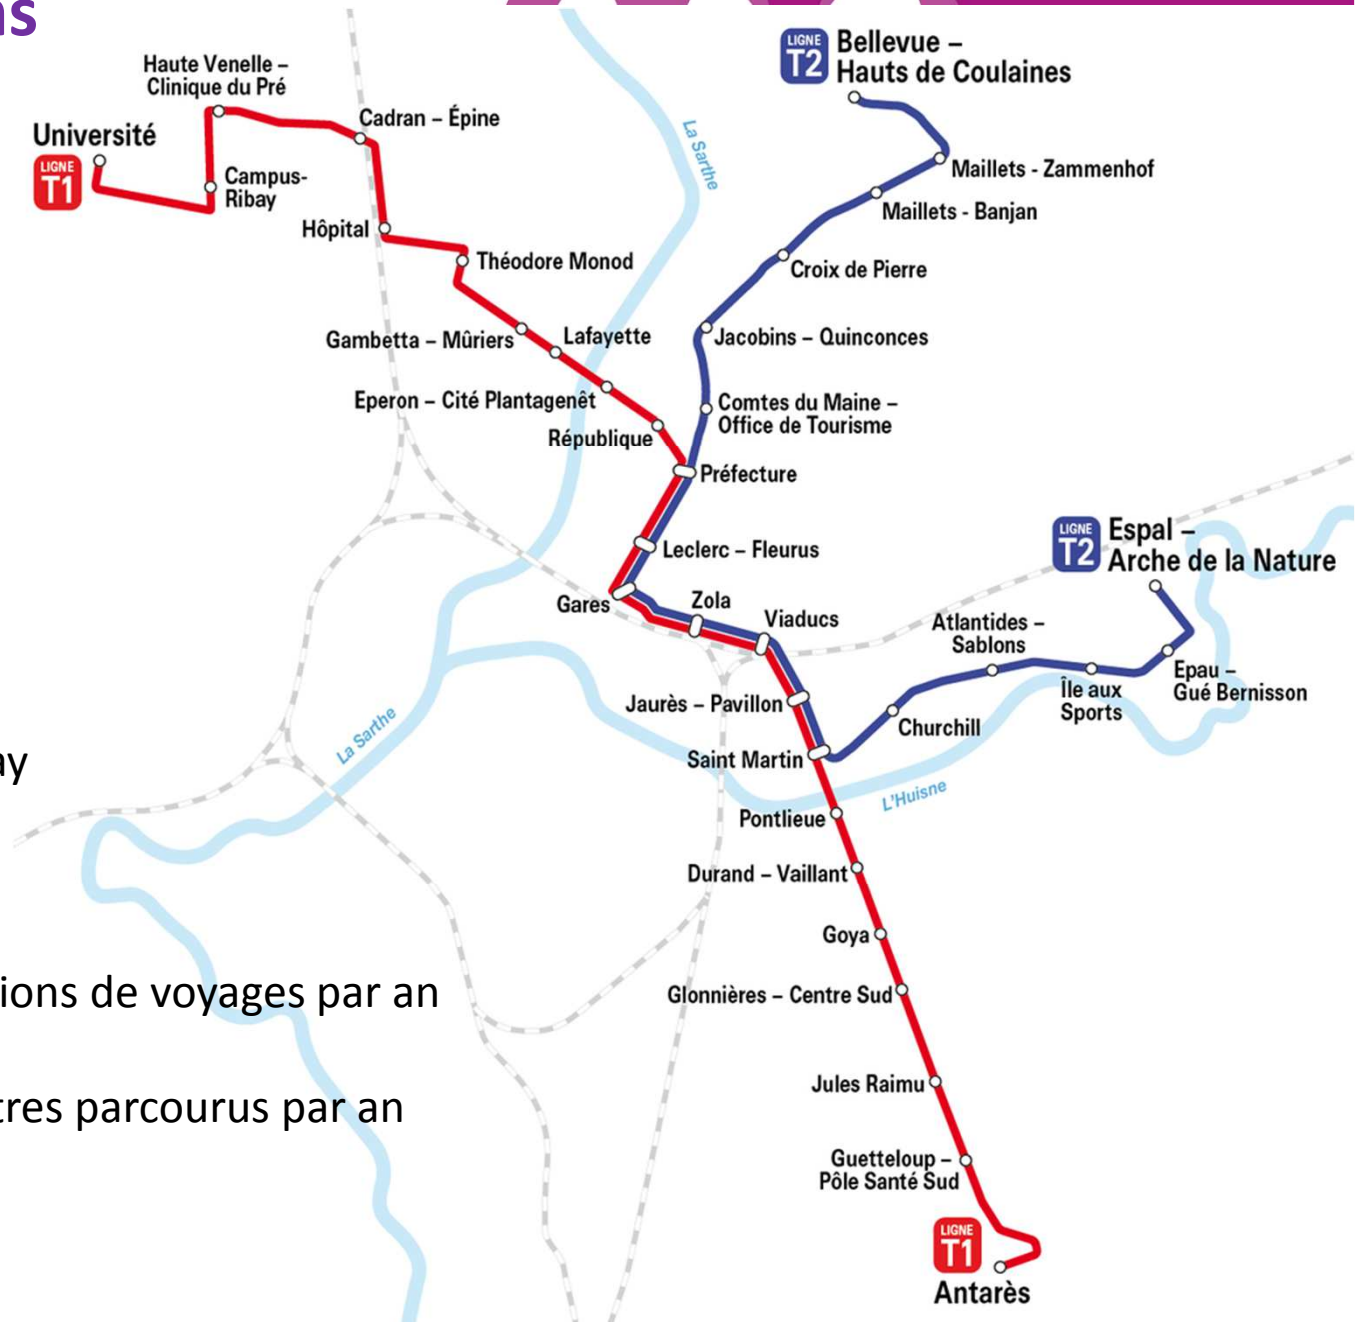 LIGNE
T2
Bellevue –
Hauts de Coulaines
Haute Venelle –
Clinique du Pré
Cadran – Épine
Université
LIGNE
T1
Campus-
Ribay
Hôpital
Théodore Monod
La Sarthe
Maillets - Zammenhof
Maillets - Banjan
Croix de Pierre
Gambetta – Mûriers
Lafayette
Jacobins – Quinconces
Eperon – Cité Plantagenêt
Comtes du Maine –
Office de Tourisme
République
Préfecture
Leclerc – Fleurus
LIGNE
T2
Espal –
Arche de la Nature
Gares
Zola
Viaducs
Atlantides –
Sablons
Epau –
Gué Bernisson
Île aux
Sports
Jaurès – Pavillon
Churchill
La Sarthe
Saint Martin
L'Huisne
Pontlieue
Durand – Vaillant
Goya
ions de voyages par an
Glonnières – Centre Sud
Jules Raimu
tres parcourus par an
Guetteloup –
Pôle Santé Sud
LIGNE
T1
Antarès